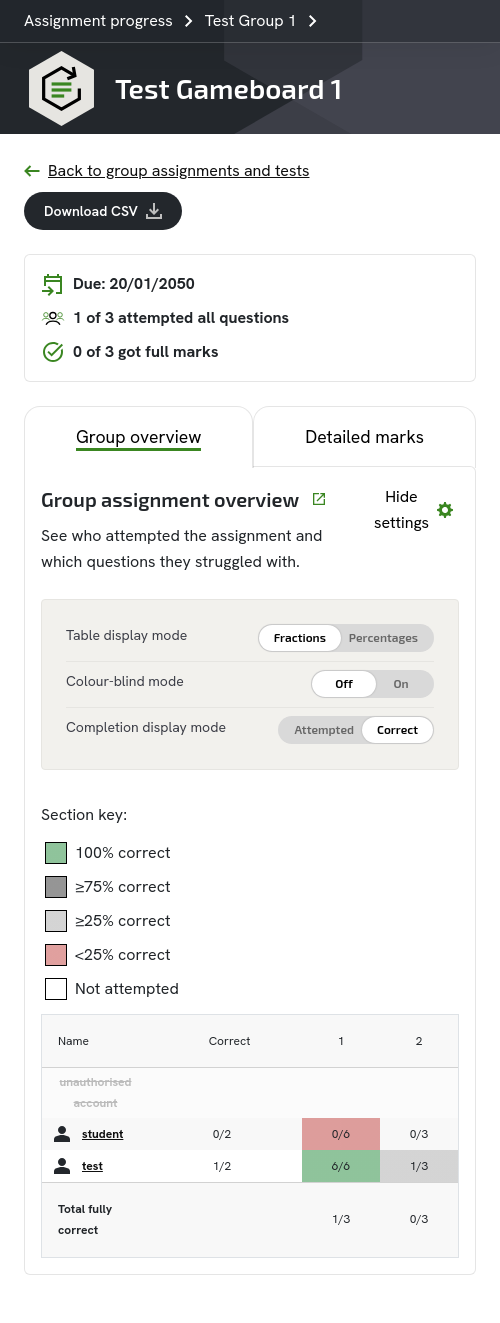 Assignment progress > Test Group 1 >
Test Gameboard 1
Back to group assignments and tests
Download CSV
Due: 20/01/2050
1 of 3 attempted all questions
0 of 3 got full marks
Group overview Detailed marks
Group assignment overview
Hide
settings
See who attempted the assignment and
which questions they struggled with.
Table display mode Fractions Percentages
Colour-blind mode Off On
Completion display mode Attempted Correct
Section key:
100% correct
≥75% correct
≥25% correct
<25% correct
Not attempted
Name Correct 1 2
unauthorised
account
student 0/2 0/6 0/3
test 1/2 6/6 1/3
Total fully
correct
1/3 0/3